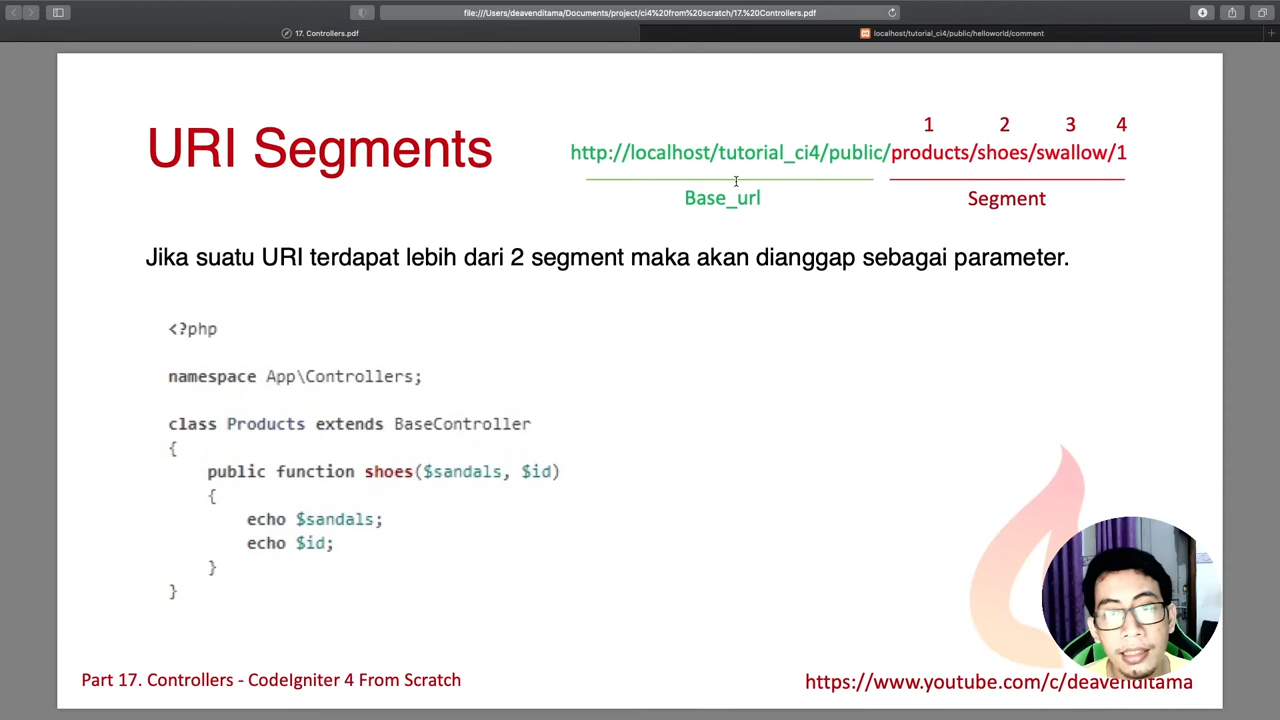 file:///Users/deavenditama/Documents/project/ci4%20from%20scratch/17.%20Controllers.pdf
17. Controllers.pdf
localhost/tutorial_ci4/public/helloworld/comment
URI Segments
1 2 3 4
http://localhost/tutorial_ci4/public/products/shoes/swallow/1
Base_url Segment
Jika suatu URI terdapat lebih dari 2 segment maka akan dianggap sebagai parameter.
<?php
namespace App\Controllers;
class Products extends BaseController
{
public function shoes($sandals, $id)
{
echo $sandals;
echo $id;
}
}
Part 17. Controllers - CodeIgniter 4 From Scratch
https://www.youtube.com/c/deavenditama